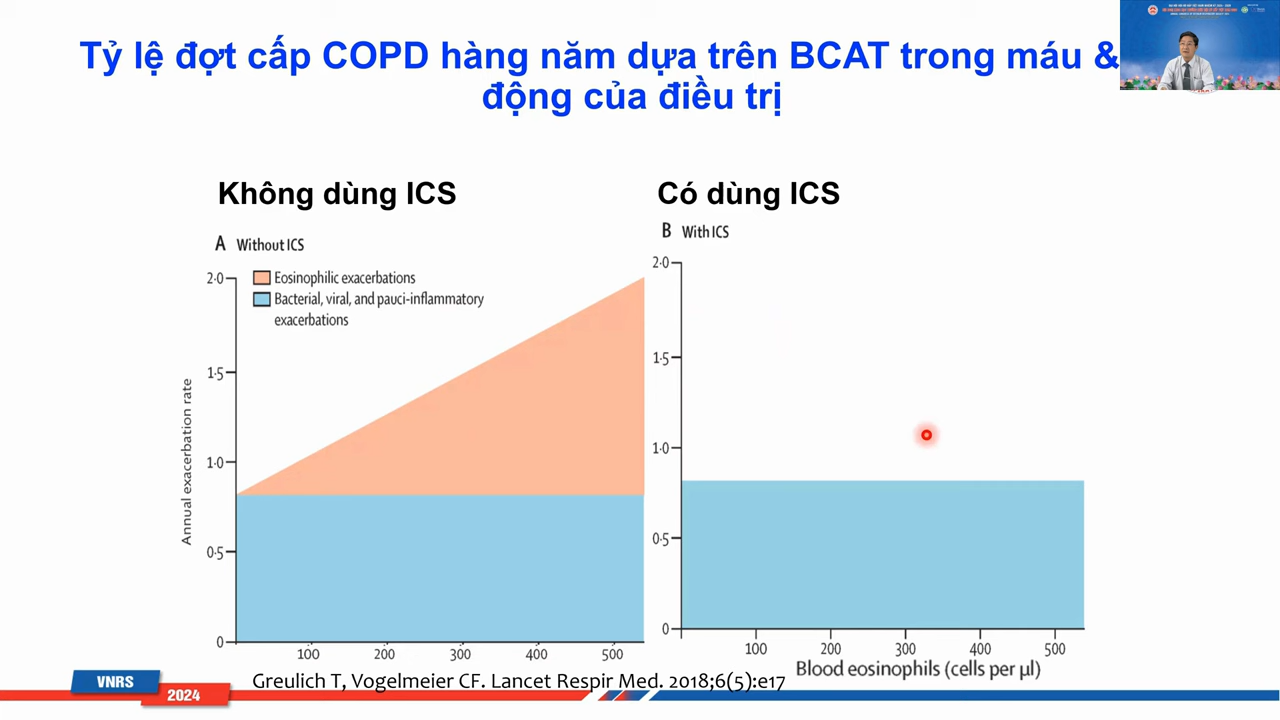 Tỷ lệ đợt cấp COPD hàng năm dựa trên BCAT trong máu &
động của điều trị
Không dùng ICS
A Without ICS
2·0
Eosinophilic exacerbations
Bacterial, viral, and pauci-inflammatory
exacerbations
1·5
1·0
0·5
0
Annual exacerbation rate
100 200 300 400 500
Có dùng ICS
B With ICS
2·0
1·5
1·0
0·5
0
100 200 300 400 500
Blood eosinophils (cells per μl)
Greulich T, Vogelmeier CF. Lancet Respir Med. 2018;6(5):e17
VNRS
2024